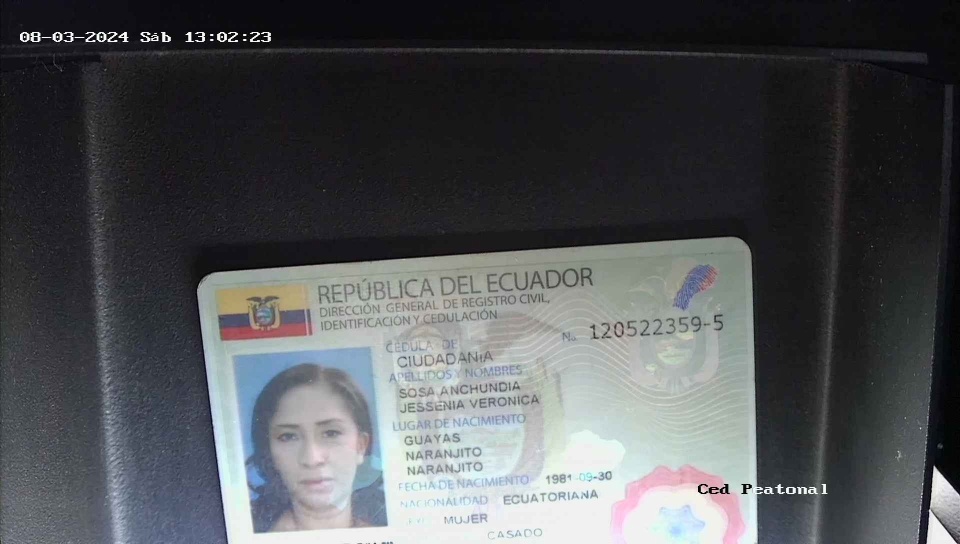 08-03-2024 Sáb 13:02:23
REPÚBLICA DEL ECUADOR
DIRECCIÓN GENERAL DE REGISTRO CIVIL,
IDENTIFICACIÓN Y CEDULACIÓN
CÉDULA DE
CIUDADANIA
No. 120522359-5
APELLIDOS Y NOMBRES
SOSA ANCHUNDIA
JESSENIA VERONICA
LUGAR DE NACIMIENTO
GUAYAS
NARANJITO
NARANJITO
FECHA DE NACIMIENTO 1981-09-30
NACIONALIDAD ECUATORIANA
MUJER
CASADO
Ced Peatonal